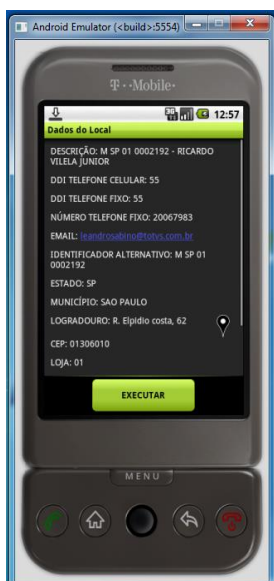 Android Emulator (<build>:5554)
T··Mobile·
3G
12:57
Dados do Local
DESCRIÇÃO: M SP 01 0002192 - RICARDO
VILELA JUNIOR
DDI TELEFONE CELULAR: 55
DDI TELEFONE FIXO: 55
NÚMERO TELEFONE FIXO: 20067983
EMAIL: leandrosabino@totvs.com.br
IDENTIFICADOR ALTERNATIVO: M SP 01
0002192
ESTADO: SP
MUNICÍPIO: SAO PAULO
LOGRADOURO: R. Elpidio costa, 62
CEP: 01306010
LOJA: 01
EXECUTAR
MENU